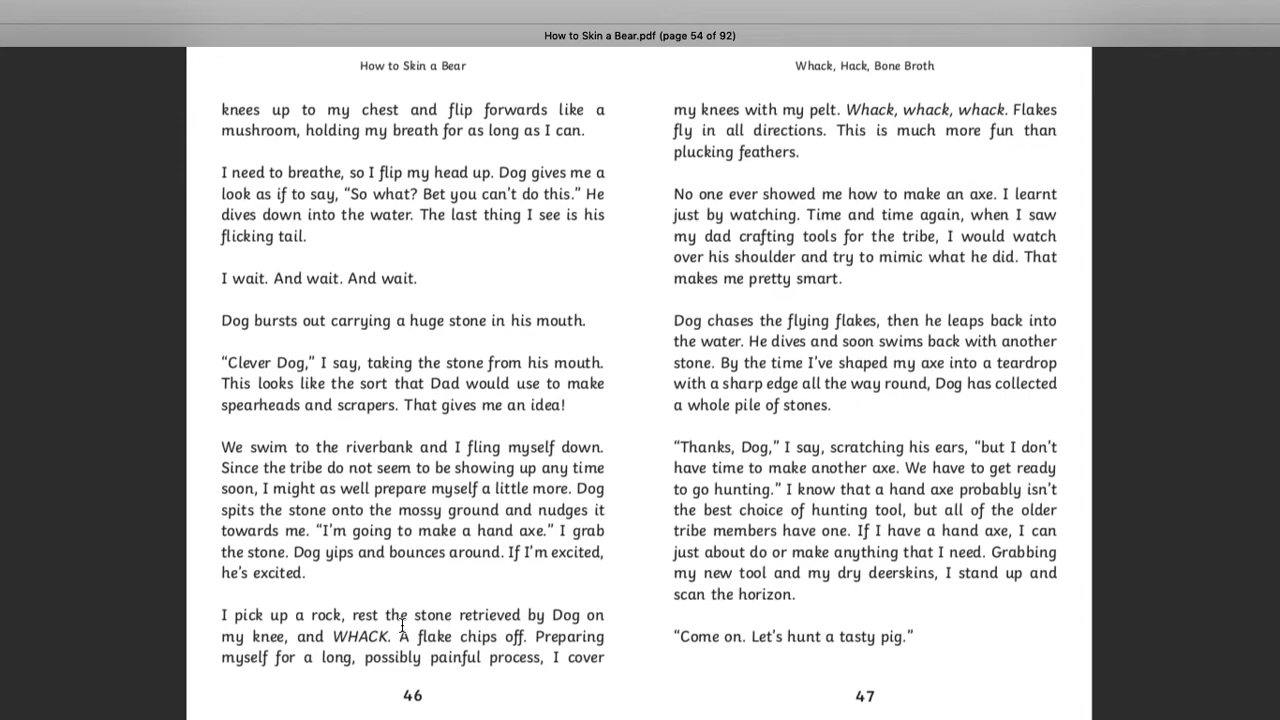 How to Skin a Bear.pdf (page 54 of 92)
How to Skin a Bear
knees up to my chest and flip forwards like a
mushroom, holding my breath for as long as I can.
I need to breathe, so I flip my head up. Dog gives me a
look as if to say, “So what? Bet you can't do this.” He
dives down into the water. The last thing I see is his
flicking tail.
I wait. And wait. And wait.
Dog bursts out carrying a huge stone in his mouth.
“Clever Dog,” I say, taking the stone from his mouth.
This looks like the sort that Dad would use to make
spearheads and scrapers. That gives me an idea!
We swim to the riverbank and I fling myself down.
Since the tribe do not seem to be showing up any time
soon, I might as well prepare myself a little more. Dog
spits the stone onto the mossy ground and nudges it
towards me. “I'm going to make a hand axe.” I grab
the stone. Dog yips and bounces around. If I'm excited,
he's excited.
I pick up a rock, rest the stone retrieved by Dog on
my knee, and WHACK. A flake chips off. Preparing
myself for a long, possibly painful process, I cover
46
Whack, Hack, Bone Broth
my knees with my pelt. Whack, whack, whack. Flakes
fly in all directions. This is much more fun than
plucking feathers.
No one ever showed me how to make an axe. I learnt
just by watching. Time and time again, when I saw
my dad crafting tools for the tribe, I would watch
over his shoulder and try to mimic what he did. That
makes me pretty smart.
Dog chases the flying flakes, then he leaps back into
the water. He dives and soon swims back with another
stone. By the time I've shaped my axe into a teardrop
with a sharp edge all the way round, Dog has collected
a whole pile of stones.
“Thanks, Dog,” I say, scratching his ears, “but I don't
have time to make another axe. We have to get ready
to go hunting.” I know that a hand axe probably isn't
the best choice of hunting tool, but all of the older
tribe members have one. If I have a hand axe, I can
just about do or make anything that I need. Grabbing
my new tool and my dry deerskins, I stand up and
scan the horizon.
“Come on. Let's hunt a tasty pig.”
47